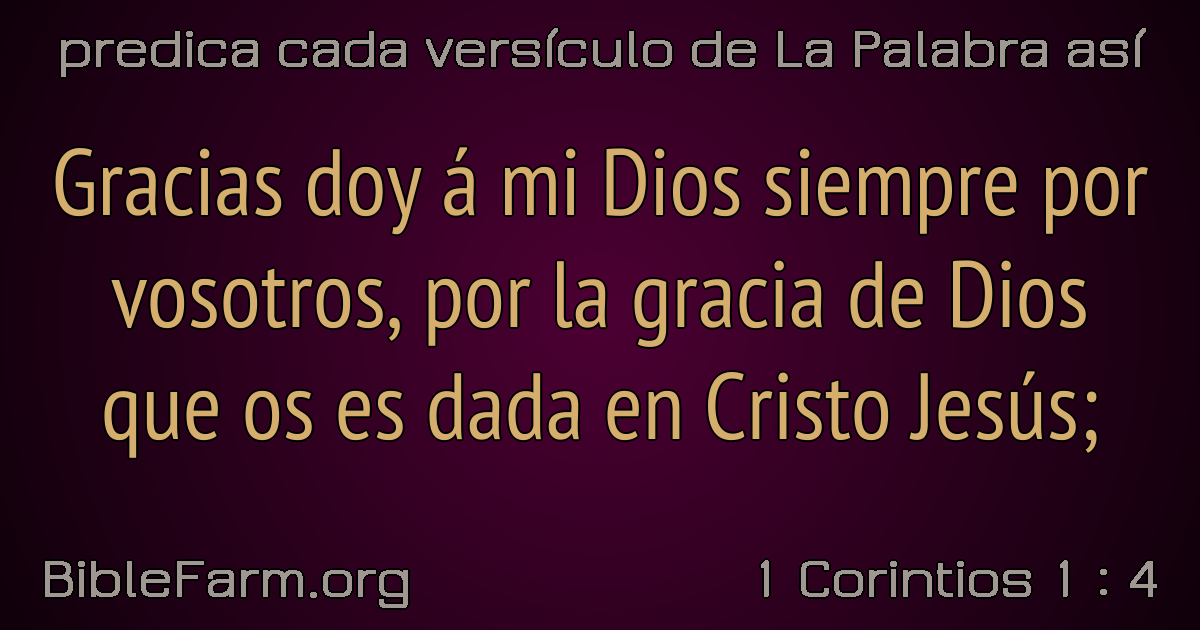 predica cada versículo de La Palabra así
Gracias doy á mi Dios siempre por
vosotros, por la gracia de Dios
que os es dada en Cristo Jesús;
BibleFarm.org
1 Corintios 1 : 4